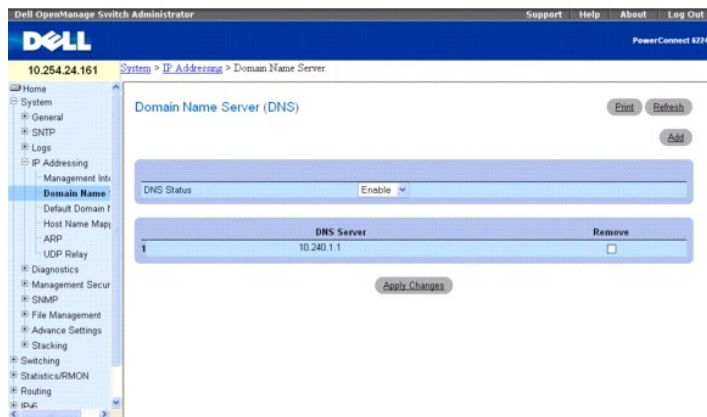 Dell OpenManage Switch Administrator
Support Help About Log Out
DELL
PowerConnect 6224
10.254.24.161
System > IP Addressing > Domain Name Server
Home
System
General
SNTP
Logs
IP Addressing
Management Inte
Domain Name
Default Domain N
Host Name Mapp
ARP
UDP Relay
Diagnostics
Management Secur
SNMP
File Management
Advance Settings
Stacking
Switching
Statistics/RMON
Routing
IPv6
Domain Name Server (DNS)
Print Refresh
Add
DNS Status Enable
DNS Server Remove
1 10.240.1.1
Apply Changes